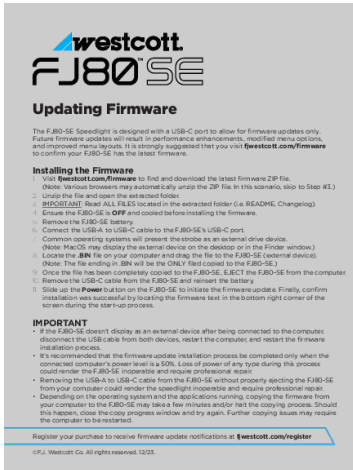 westcott.
FJ80™SE
Updating Firmware
The FJ80-SE Speedlight is designed with a USB-C port to allow for firmware updates only.
Future firmware updates will result in performance enhancements, modified menu options,
and improved menu layouts. It is strongly suggested that you visit fjwestcott.com/firmware
to confirm your FJ80-SE has the latest firmware.
Installing the Firmware
1. Visit fjwestcott.com/firmware to find and download the latest firmware ZIP file.
(Note: Various browsers may automatically unzip the ZIP file. In this scenario, skip to Step #3.)
2. Unzip the file and open the extracted folder.
3. IMPORTANT: Read ALL FILES located in the extracted folder (i.e. README, Changelog).
4. Ensure the FJ80-SE is OFF and cooled before installing the firmware.
5. Remove the FJ80-SE battery.
6. Connect the USB-A to USB-C cable to the FJ80-SE's USB-C port.
7. Common operating systems will present the strobe as an external drive device.
(Note: MacOS may display the external device on the desktop or in the Finder window.)
8. Locate the .BIN file on your computer and drag the file to the FJ80-SE (external device).
(Note: The file ending in .BIN will be the ONLY filed copied to the FJ80-SE.)
9. Once the file has been completely copied to the FJ80-SE, EJECT the FJ80-SE from the computer.
10. Remove the USB-C cable from the FJ80-SE and reinsert the battery.
11. Slide up the Power button on the FJ80-SE to initiate the firmware update. Finally, confirm
installation was successful by locating the firmware text in the bottom right corner of the
screen during the start-up process.
IMPORTANT
• If the FJ80-SE doesn't display as an external device after being connected to the computer,
disconnect the USB cable from both devices, restart the computer, and restart the firmware
installation process.
• It's recommended that the firmware update installation process be completed only when the
connected computer's power level is a 50%. Loss of power of any type during this process
could render the FJ80-SE inoperable and require professional repair.
• Removing the USB-A to USB-C cable from the FJ80-SE without properly ejecting the FJ80-SE
from your computer could render the speedlight inoperable and require professional repair.
• Depending on the operating system and the applications running, copying the firmware from
your computer to the FJ80-SE may take a few minutes and/or halt the copying process. Should
this happen, close the copy progress window and try again. Further copying issues may require
the computer to be restarted.
Register your purchase to receive firmware update notifications at fjwestcott.com/register
©F.J. Westcott Co. All rights reserved. 12/23.